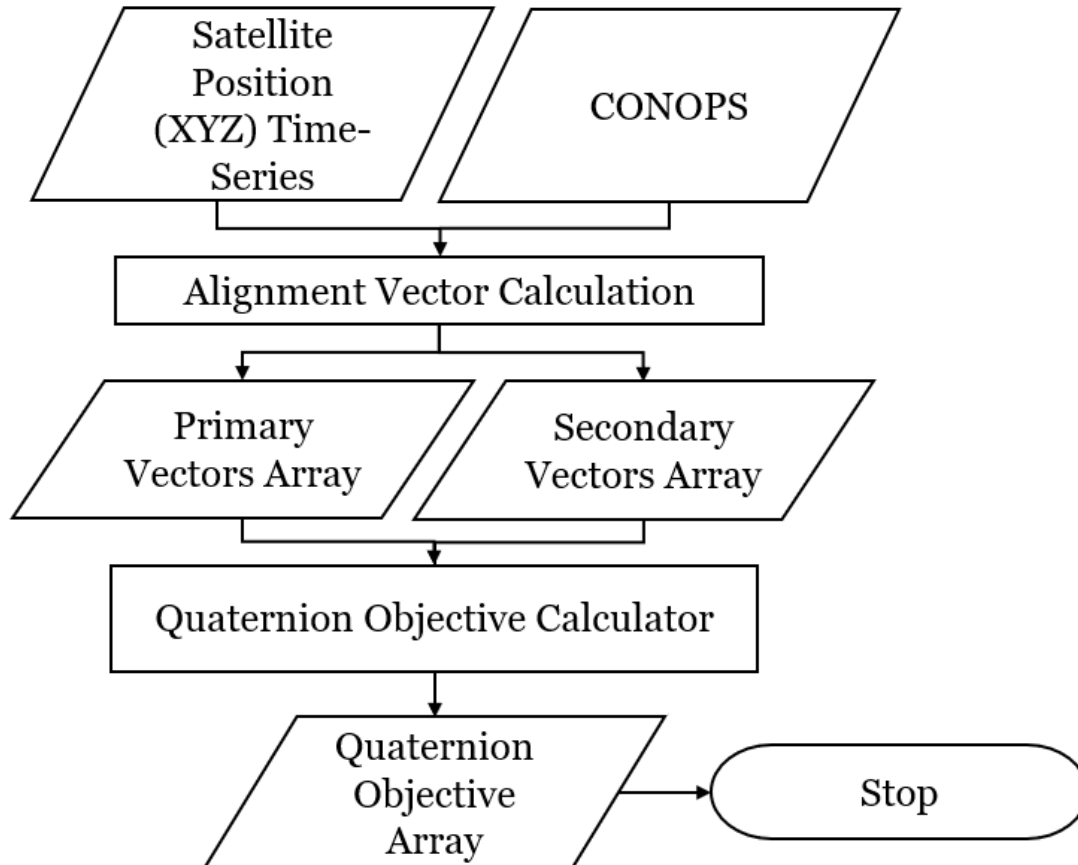 Satellite
Position
(XYZ) Time-
Series
CONOPS
Alignment Vector Calculation
Primary
Vectors Array
Secondary
Vectors Array
Quaternion Objective Calculator
Quaternion
Objective
Array
Stop